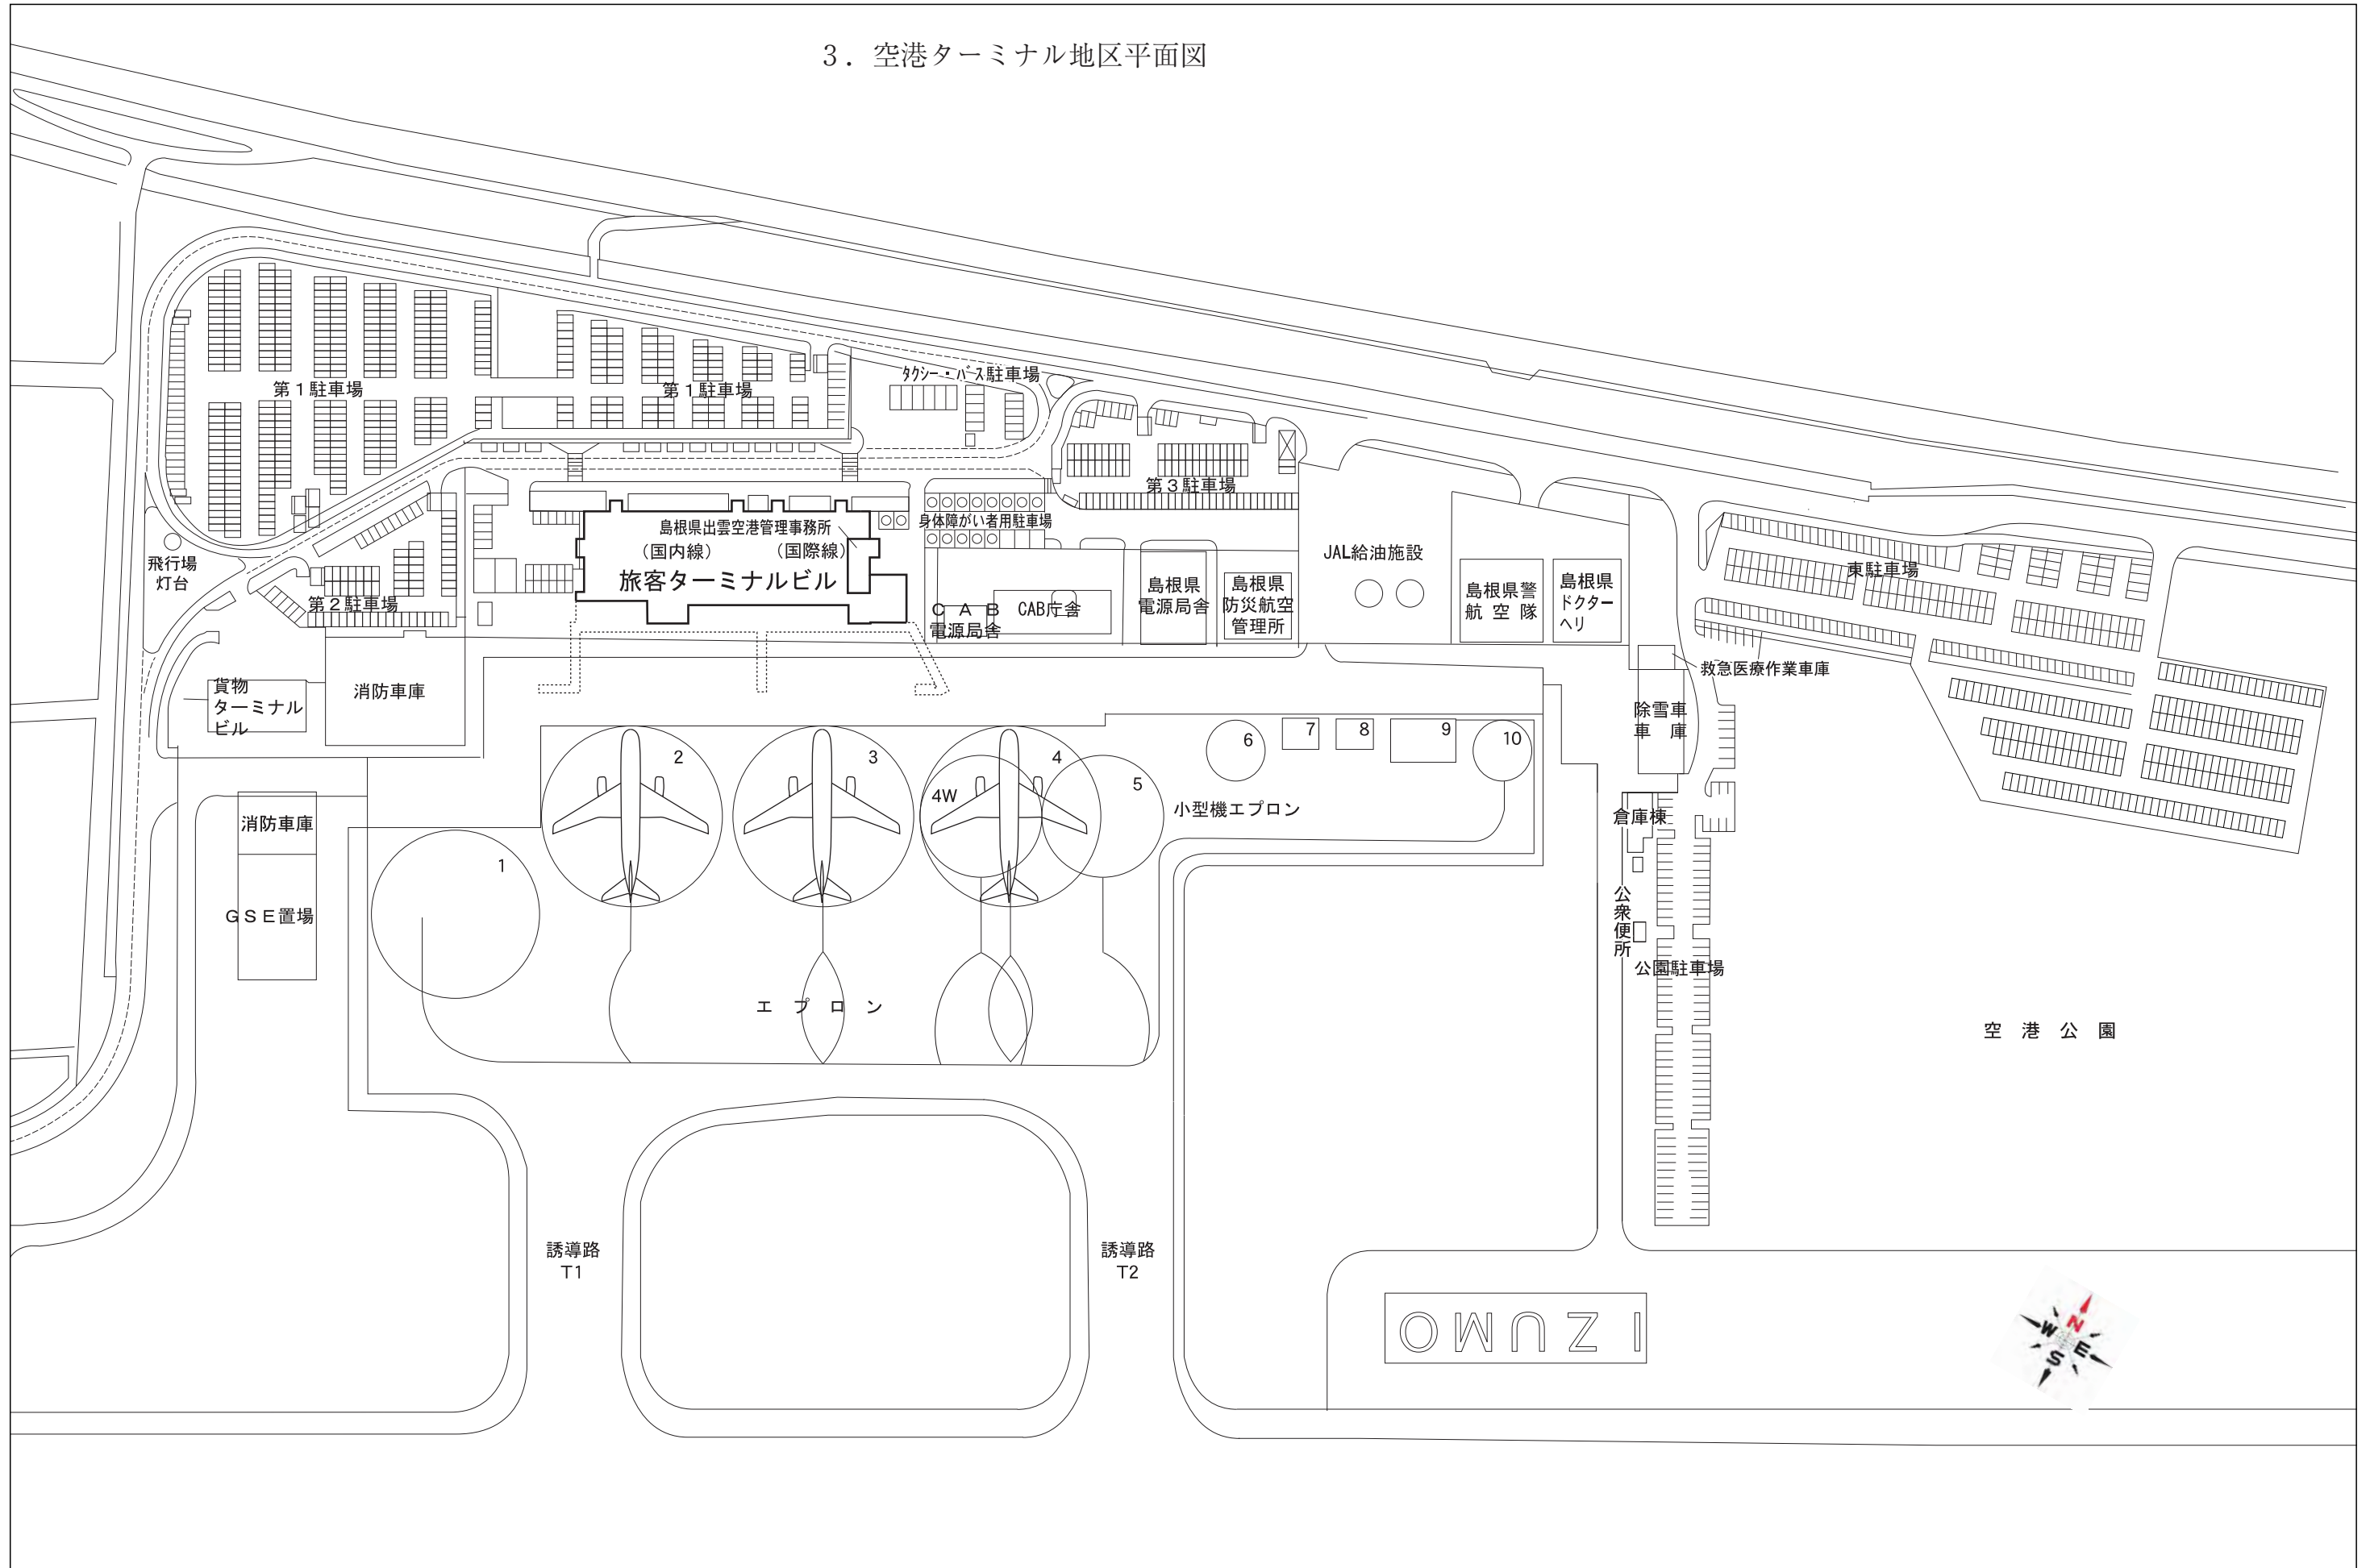 ３．空港ターミナル地区平面図
第１駐車場
第１駐車場
ﾀｸｼｰ・ﾊﾞｽ駐車場
第３駐車場
身体障がい者用駐車場
島根県出雲空港管理事務所
（国内線）
（国際線）
旅客ターミナルビル
飛行場
灯台
第２駐車場
ＣＡＢ
電源局舎
CAB庁舎
島根県
電源局舎
島根県
防災航空
管理所
JAL給油施設
島根県警
航空隊
島根県
ドクター
ヘリ
東駐車場
救急医療作業車庫
除雪車
車庫
貨物
ターミナル
ビル
消防車庫
消防車庫
ＧＳＥ置場
1
2
3
4
4W
5
6
7
8
9
10
小型機エプロン
エプロン
倉庫棟
公衆便所
公園駐車場
空港公園
誘導路
T1
誘導路
T2
IZUMO
N
W
E
S